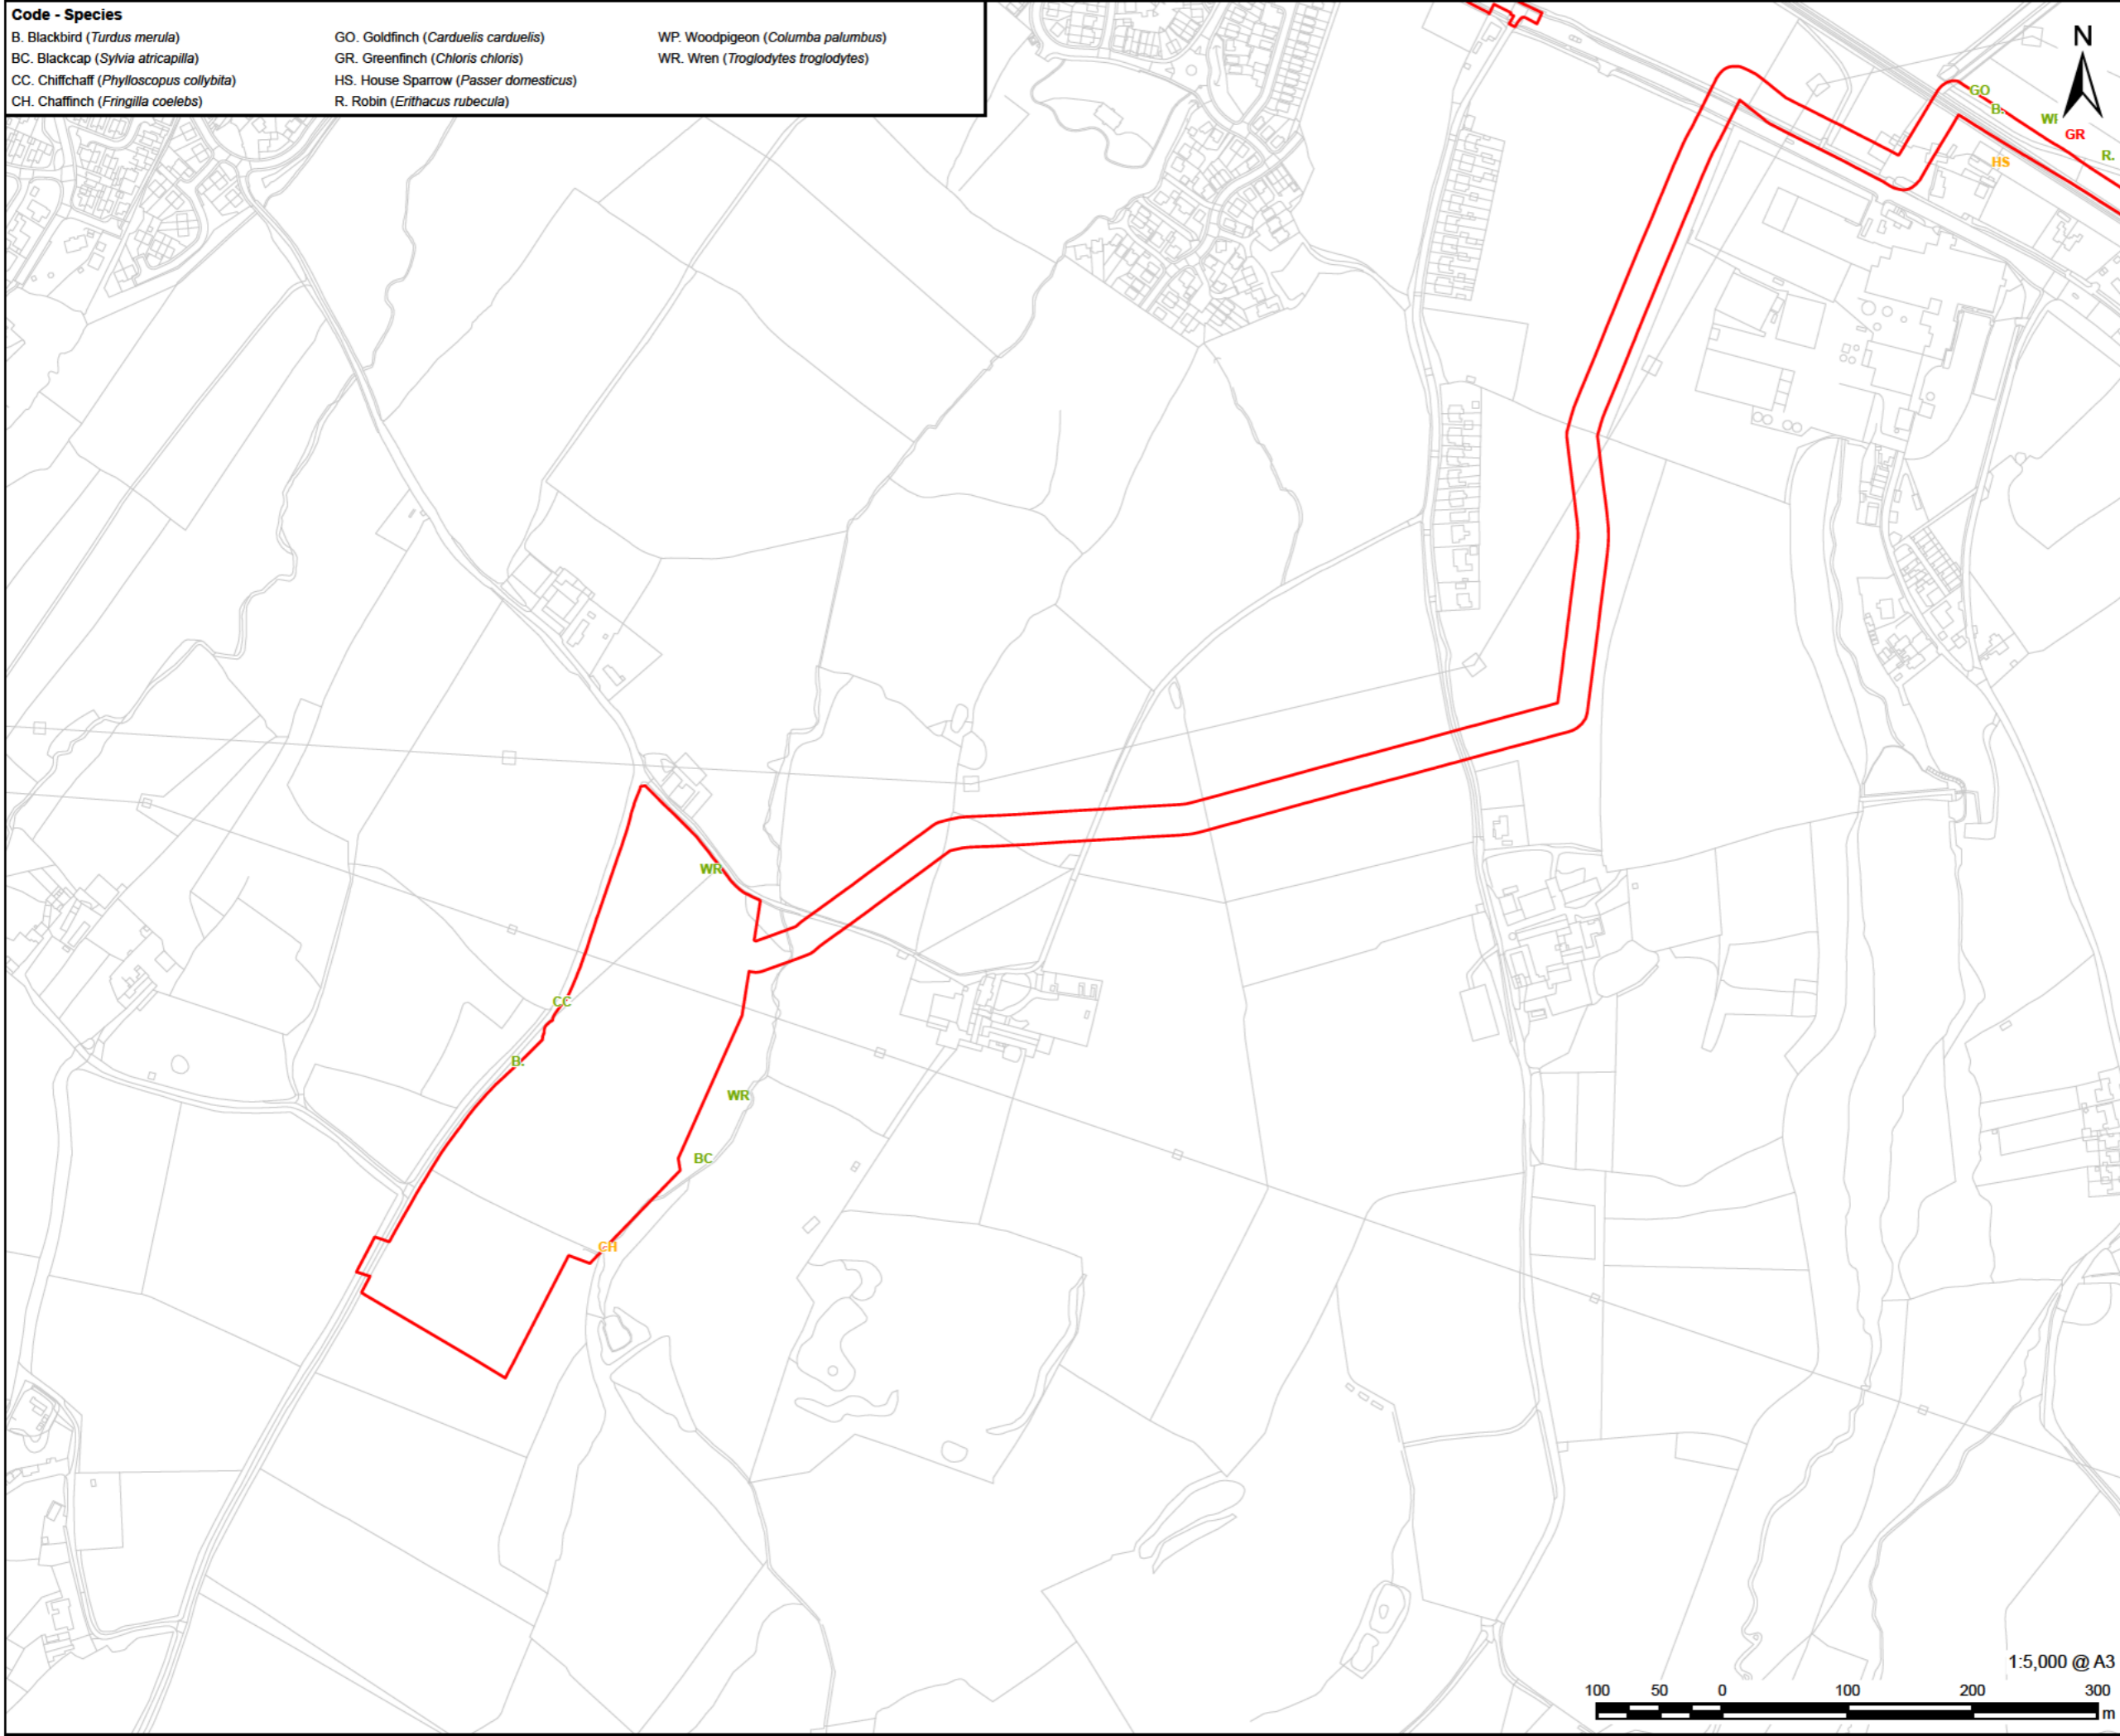 Code - Species
B. Blackbird (Turdus merula)
BC. Blackcap (Sylvia atricapilla)
CC. Chiffchaff (Phylloscopus collybita)
CH. Chaffinch (Fringilla coelebs)
GO. Goldfinch (Carduelis carduelis)
GR. Greenfinch (Chloris chloris)
HS. House Sparrow (Passer domesticus)
R. Robin (Erithacus rubecula)
WP. Woodpigeon (Columba palumbus)
WR. Wren (Troglodytes troglodytes)
N
GO
B.
GR
R.
HS
WR
CC
B.
WR
BC
CH
1:5,000 @ A3
100 50 0 100 200 300
m